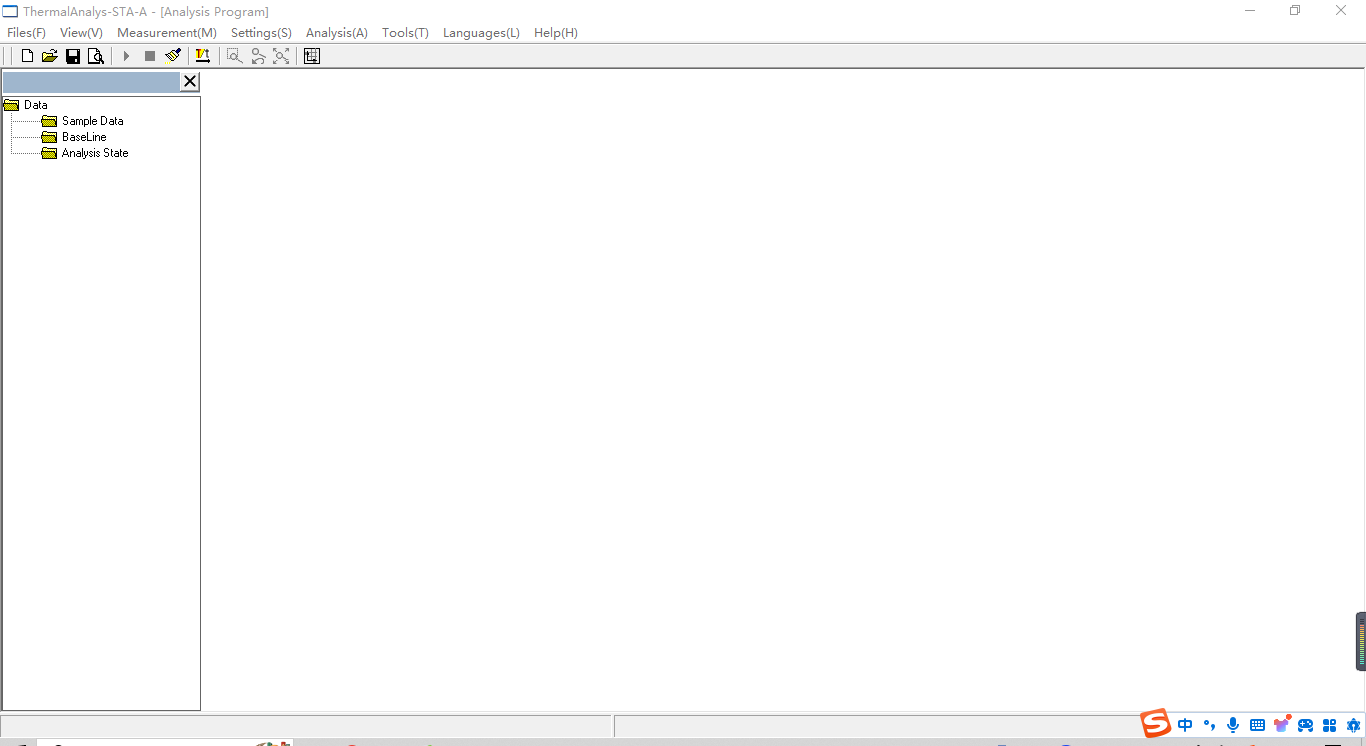 ThermalAnalys-STA-A - [Analysis Program]
Files(F) View(V) Measurement(M) Settings(S) Analysis(A) Tools(T) Languages(L) Help(H)
T/t
Data
Sample Data
BaseLine
Analysis State
S 中